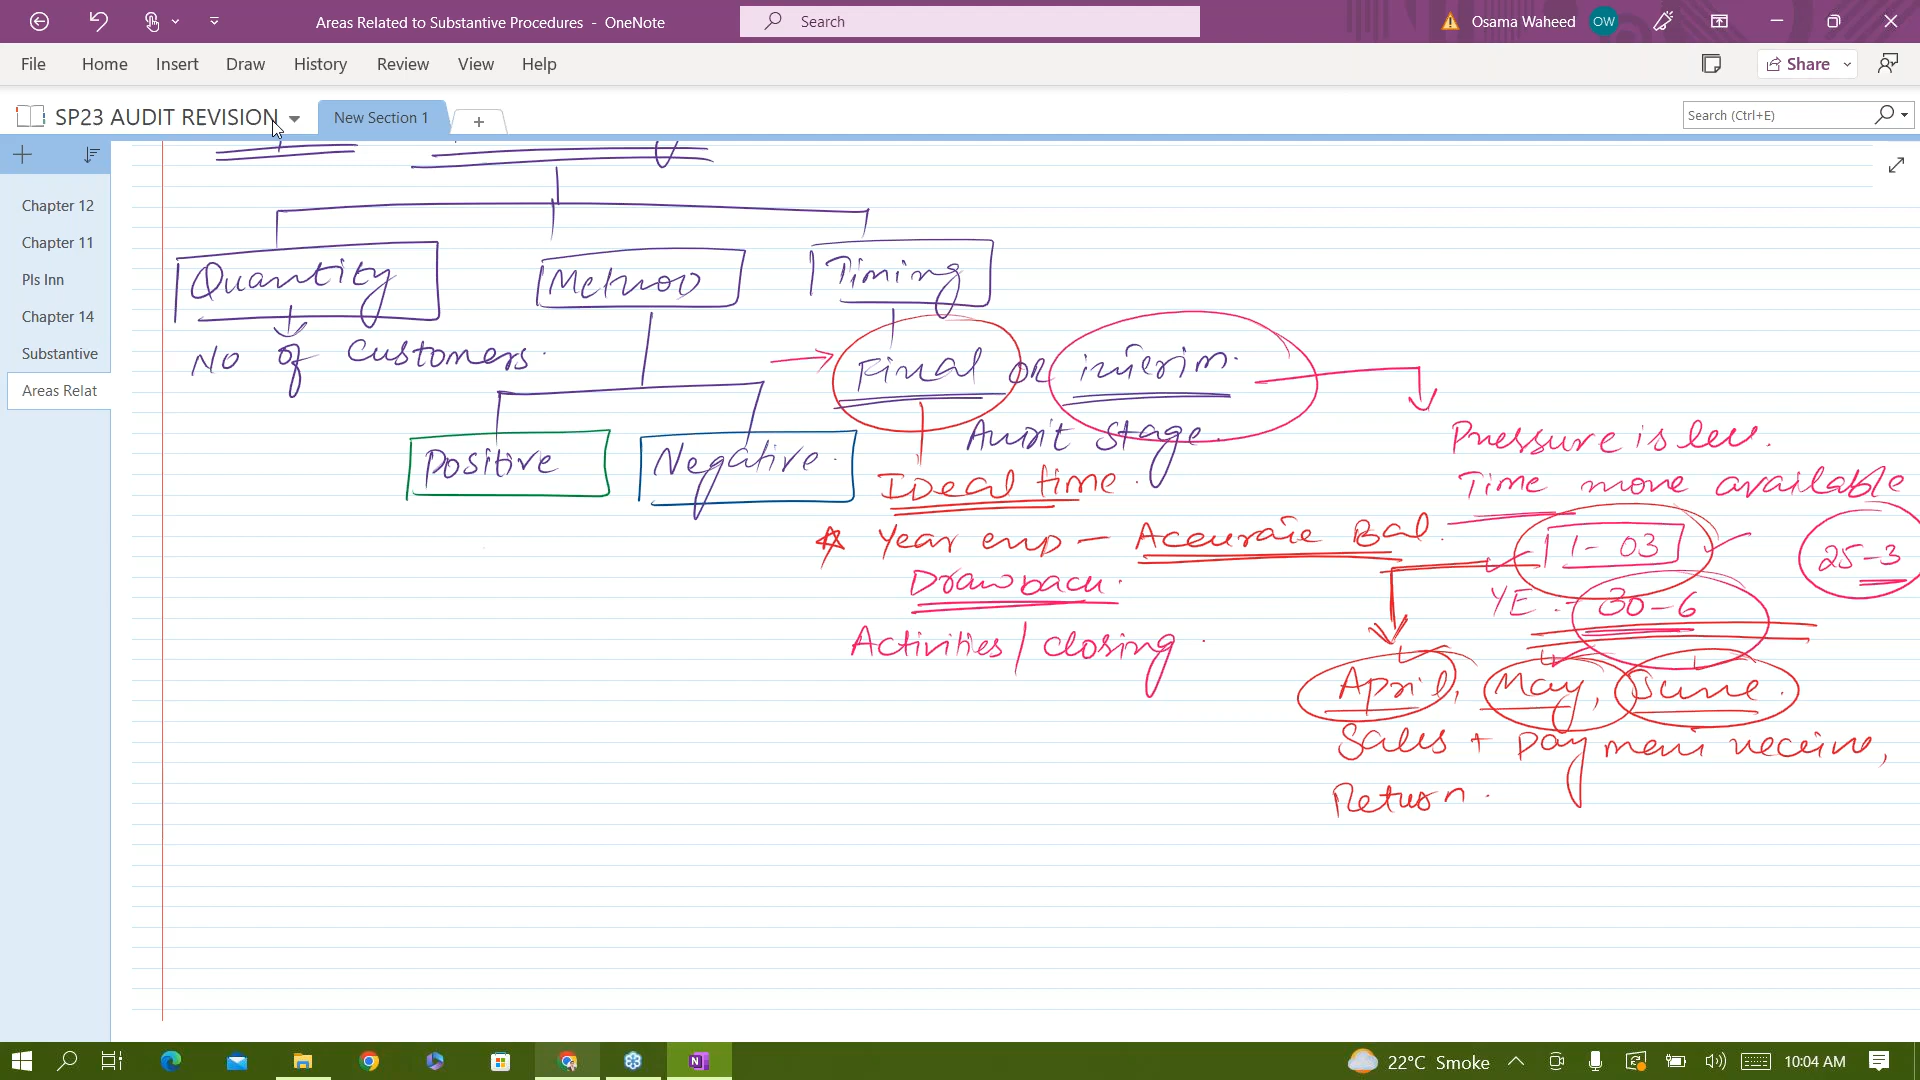 Areas Related to Substantive Procedures - OneNote
Search
Osama Waheed
OW
File Home Insert Draw History Review View Help
Share
SP23 AUDIT REVISION
New Section 1
+
Search (Ctrl+E)
Chapter 12
Chapter 11
Pls Inn
Chapter 14
Substantive
Areas Relat
Quantity
Method
Timing
No of Customers.
Final OR interim.
Audit Stage.
Positive
Negative.
Ideal time.
Year end - Accurate Bal.
Drawback.
Activities / closing.
Pressure is less.
Time more available
1 - 03
25-3
YE. - 30-6
April, May, June.
Sales + payment receive,
Return.
22°C Smoke
10:04 AM